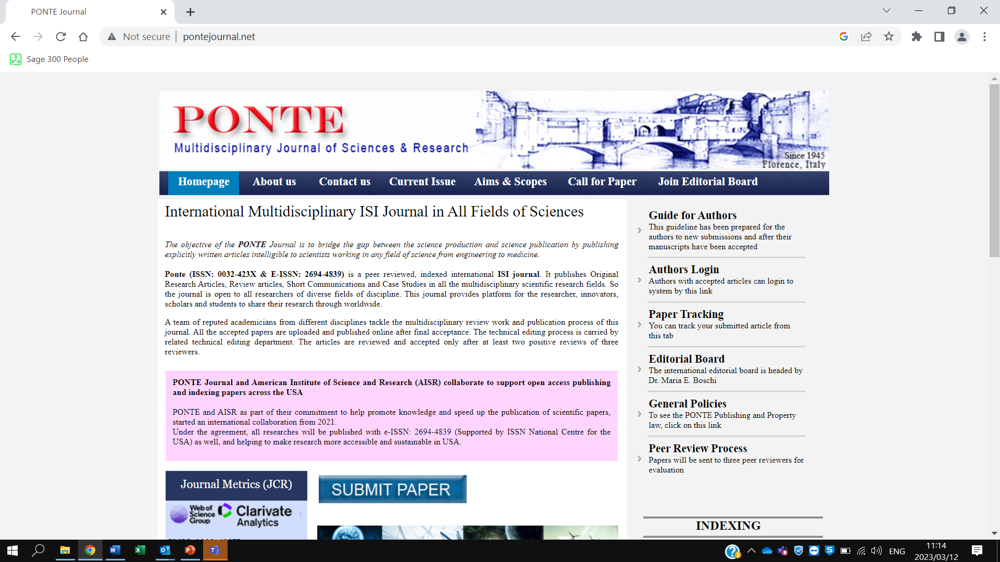 PONTE Journal
Not secure
pontejournal.net
Sage 300 People
PONTE
Multidisciplinary Journal of Sciences & Research
Since 1945
Florence, Italy
Homepage
About us
Contact us
Current Issue
Aims & Scopes
Call for Paper
Join Editorial Board
International Multidisciplinary ISI Journal in All Fields of Sciences
The objective of the PONTE Journal is to bridge the gap between the science production and science publication by publishing
explicitly written articles intelligible to scientists working in any field of science from engineering to medicine.
Ponte (ISSN: 0032-423X & E-ISSN: 2694-4839) is a peer reviewed, indexed international ISI journal. It publishes Original
Research Articles, Review articles, Short Communications and Case Studies in all the multidisciplinary scientific research fields. So
the journal is open to all researchers of diverse fields of discipline. This journal provides platform for the researcher, innovators,
scholars and students to share their research through worldwide.
A team of reputed academicians from different disciplines tackle the multidisciplinary review work and publication process of this
journal. All the accepted papers are uploaded and published online after final acceptance. The technical editing process is carried by
related technical editing department. The articles are reviewed and accepted only after at least two positive reviews of three
reviewers.
PONTE Journal and American Institute of Science and Research (AISR) collaborate to support open access publishing
and indexing papers across the USA
PONTE and AISR as part of their commitment to help promote knowledge and speed up the publication of scientific papers,
started an international collaboration from 2021.
Under the agreement, all researches will be published with e-ISSN: 2694-4839 (Supported by ISSN National Centre for the
USA) as well, and helping to make research more accessible and sustainable in USA.
Journal Metrics (JCR)
Web of
Science
Group
Clarivate
Analytics
SUBMIT PAPER
Guide for Authors
This guideline has been prepared for the
authors to new submissions and after their
manuscripts have been accepted
Authors Login
Authors with accepted articles can login to
system by this link
Paper Tracking
You can track your submitted article from
this tab
Editorial Board
The international editorial board is headed by
Dr. Maria E. Boschi
General Policies
To see the PONTE Publishing and Property
law, click on this link
Peer Review Process
Papers will be sent to three peer reviewers for
evaluation
INDEXING
ENG
11:14
2023/03/12